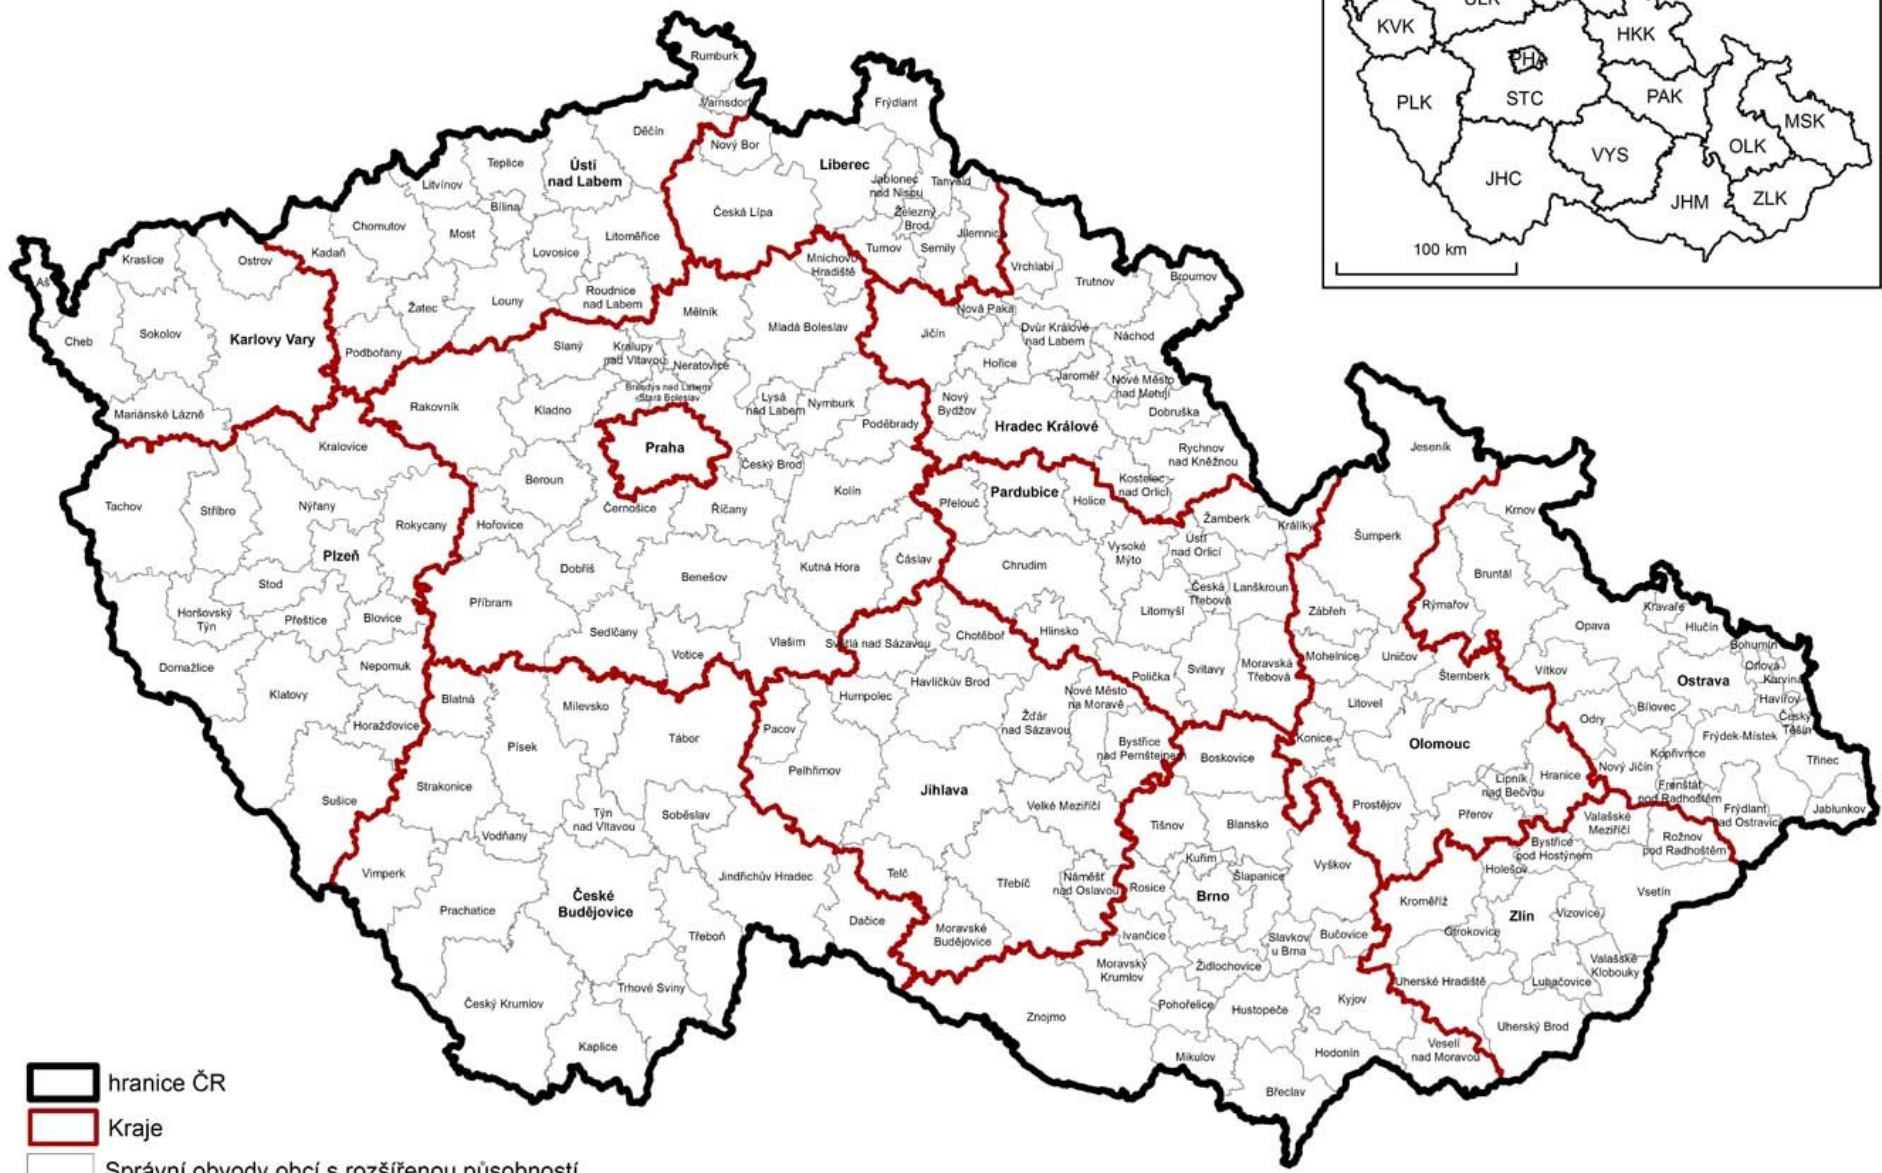 Rumburk
Varnsdorf
Frýdlant
Děčín
Nový Bor
Teplice
Ústí
nad Labem
Liberec
Litvínov
Jablonec
nad Nisou
Tanvald
Bílina
Česká Lípa
Železný
Brod
Chomutov
Most
Litoměřice
Jilemnice
Kadaň
Lovosice
Turnov
Semily
Kraslice
Ostrov
Mnichovo
Hradiště
Vrchlabí
Trutnov
Broumov
Aš
Roudnice
nad Labem
Louny
Žatec
Mělník
Nová Paka
Mladá Boleslav
Jičín
Dvůr Králové
nad Labem
Náchod
Cheb
Sokolov
Karlovy Vary
Podbořany
Slaný
Kralupy
nad Vltavou
Neratovice
Hořice
Jaroměř
Nové Město
nad Metují
Brandýs nad Labem-
Stará Boleslav
Rakovník
Kladno
Lysá
nad Labem
Nymburk
Nový
Bydžov
Mariánské Lázně
Dobruška
Poděbrady
Hradec Králové
Kralovice
Praha
Rychnov
nad Kněžnou
Jeseník
Český Brod
Beroun
Kolín
Kostelec
nad Orlicí
Tachov
Stříbro
Nýřany
Rokycany
Hořovice
Černošice
Říčany
Přelouč
Pardubice
Holice
Žamberk
Králíky
Krnov
Šumperk
Plzeň
Ústí
nad Orlicí
Vysoké
Mýto
Čáslav
Kutná Hora
Chrudim
Dobříš
Benešov
Stod
Bruntál
Česká
Třebová
Lanškroun
Příbram
Horšovský
Týn
Přeštice
Blovice
Litomyšl
Zábřeh
Rýmařov
Kravaře
Hlučín
Opava
Sedlčany
Vlašim
Světlá nad Sázavou
Chotěboř
Hlinsko
Bohumín
Votice
Domažlice
Nepomuk
Svitavy
Moravská
Třebová
Mohelnice
Uničov
Šternberk
Vítkov
Orlová
Karviná
Ostrava
Klatovy
Blatná
Milevsko
Humpolec
Havlíčkův Brod
Polička
Nové Město
na Moravě
Litovel
Bílovec
Havířov
Horažďovice
Žďár
nad Sázavou
Odry
Český
Těšín
Písek
Tábor
Pacov
Bystřice
nad Pernštejnem
Konice
Olomouc
Frýdek-Místek
Boskovice
Kopřivnice
Pelhřimov
Nový Jičín
Třinec
Strakonice
Jihlava
Lipník
nad Bečvou
Hranice
Frenštát
pod Radhoštěm
Sušice
Velké Meziříčí
Prostějov
Přerov
Frýdlant
nad Ostravicí
Jablunkov
Týn
nad Vltavou
Soběslav
Tišnov
Blansko
Valašské
Meziříčí
Rožnov
pod Radhoštěm
Vodňany
Bystřice
pod Hostýnem
Vimperk
Kuřim
Vyškov
Holešov
Jindřichův Hradec
Telč
Třebíč
Náměšť
nad Oslavou
Rosice
Šlapanice
Brno
Vsetín
České
Budějovice
Kroměříž
Zlín
Vizovice
Prachatice
Dačice
Moravské
Budějovice
Ivančice
Slavkov
u Brna
Bučovice
Otrokovice
Třeboň
Valašské
Klobouky
Moravský
Krumlov
Židlochovice
Uherské Hradiště
Luhačovice
Trhové Sviny
Český Krumlov
Pohořelice
Hustopeče
Kyjov
Znojmo
Uherský Brod
Kaplice
Mikulov
Hodonín
Veselí
nad Moravou
Břeclav
KVK
HKK
PHA
PLK
STC
PAK
MSK
OLK
VYS
JHC
JHM
ZLK
100 km
hranice ČR
Kraje
Správní obvody obcí s rozšířenou působností